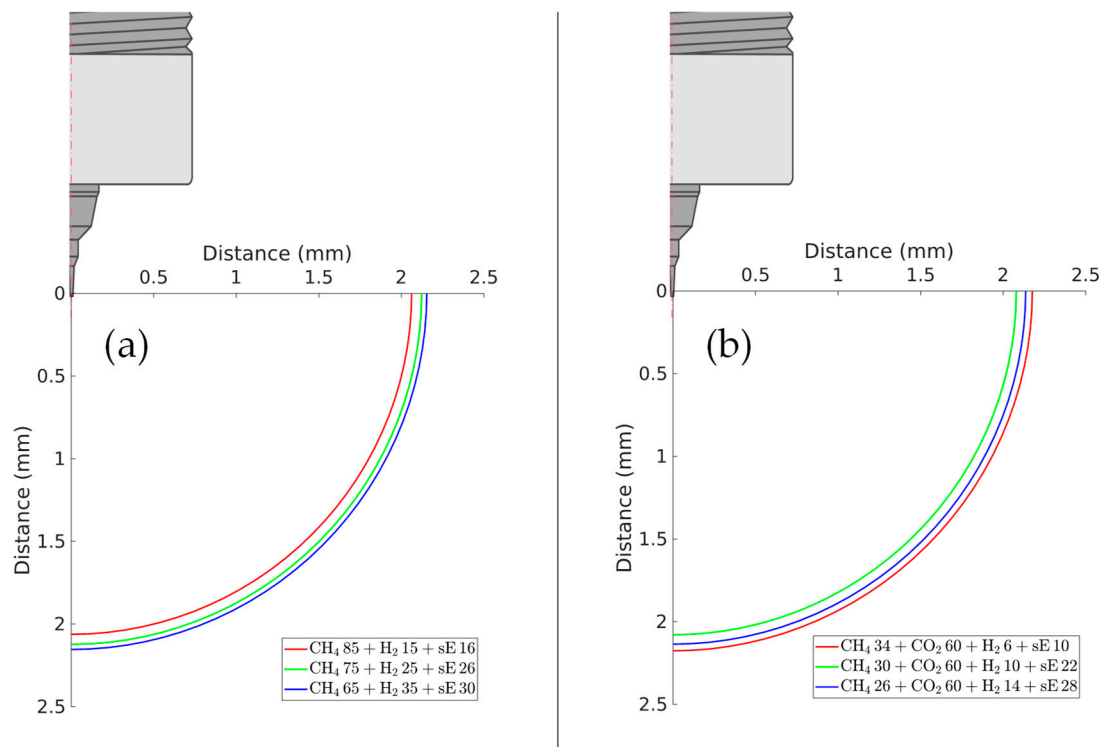 Distance (mm)
0.5 1 1.5 2 2.5
0
(a)
0.5
1
Distance (mm)
1.5
2
CH₄ 85 + H₂ 15 + sE 16
CH₄ 75 + H₂ 25 + sE 26
CH₄ 65 + H₂ 35 + sE 30
2.5
Distance (mm)
0.5 1 1.5 2 2.5
0
(b)
0.5
1
Distance (mm)
1.5
2
CH₄ 34 + CO₂ 60 + H₂ 6 + sE 10
CH₄ 30 + CO₂ 60 + H₂ 10 + sE 22
CH₄ 26 + CO₂ 60 + H₂ 14 + sE 28
2.5